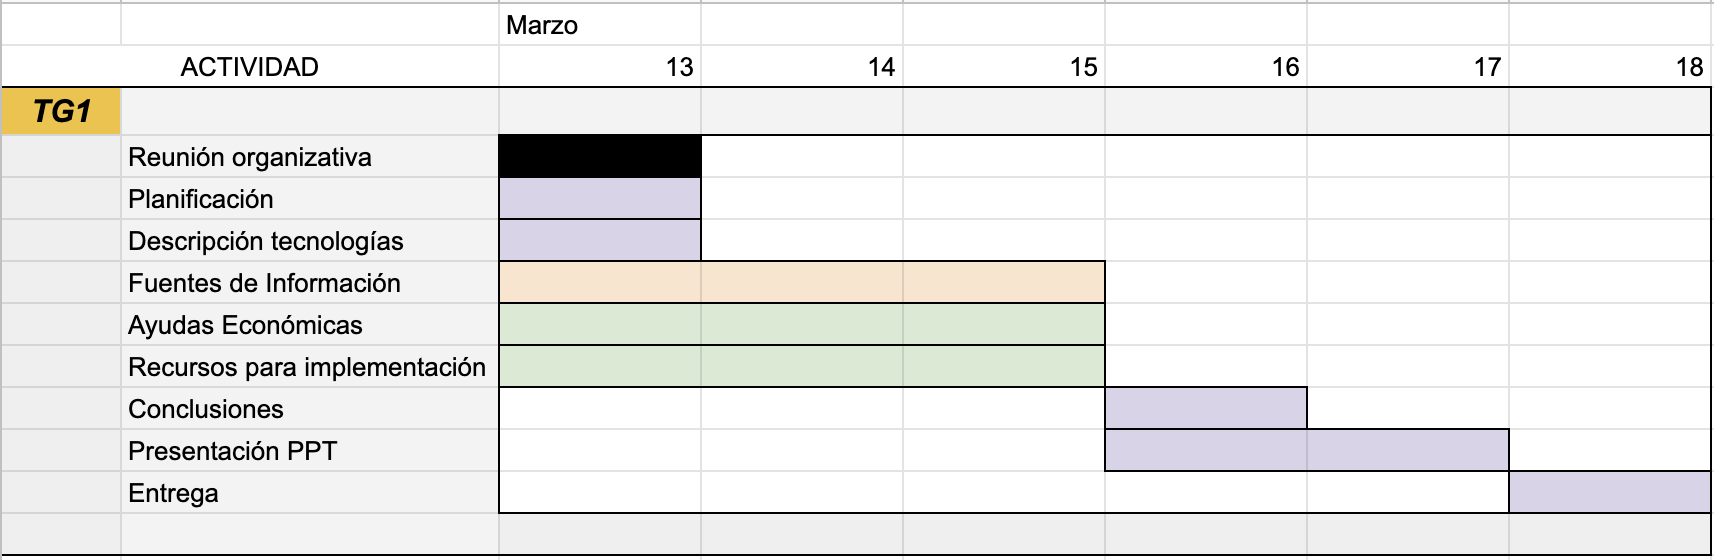 Marzo
ACTIVIDAD 13 14 15 16 17 18
TG1
Reunión organizativa
Planificación
Descripción tecnologías
Fuentes de Información
Ayudas Económicas
Recursos para implementación
Conclusiones
Presentación PPT
Entrega